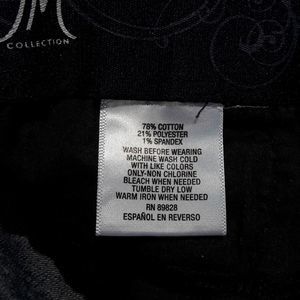 JM
COLLECTION
78% COTTON
21% POLYESTER
1% SPANDEX
WASH BEFORE WEARING
MACHINE WASH COLD
WITH LIKE COLORS
ONLY-NON CHLORINE
BLEACH WHEN NEEDED
TUMBLE DRY LOW
WARM IRON WHEN NEEDED
RN 89828
ESPAÑOL EN REVERSO